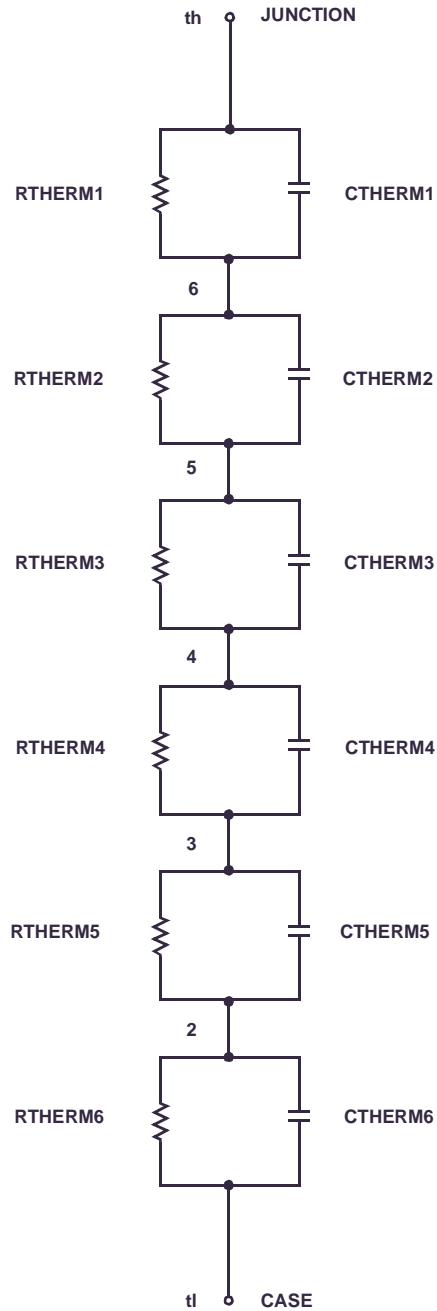 th JUNCTION
RTHERM1 CTHERM1
6
RTHERM2 CTHERM2
5
RTHERM3 CTHERM3
4
RTHERM4 CTHERM4
3
RTHERM5 CTHERM5
2
RTHERM6 CTHERM6
tl CASE